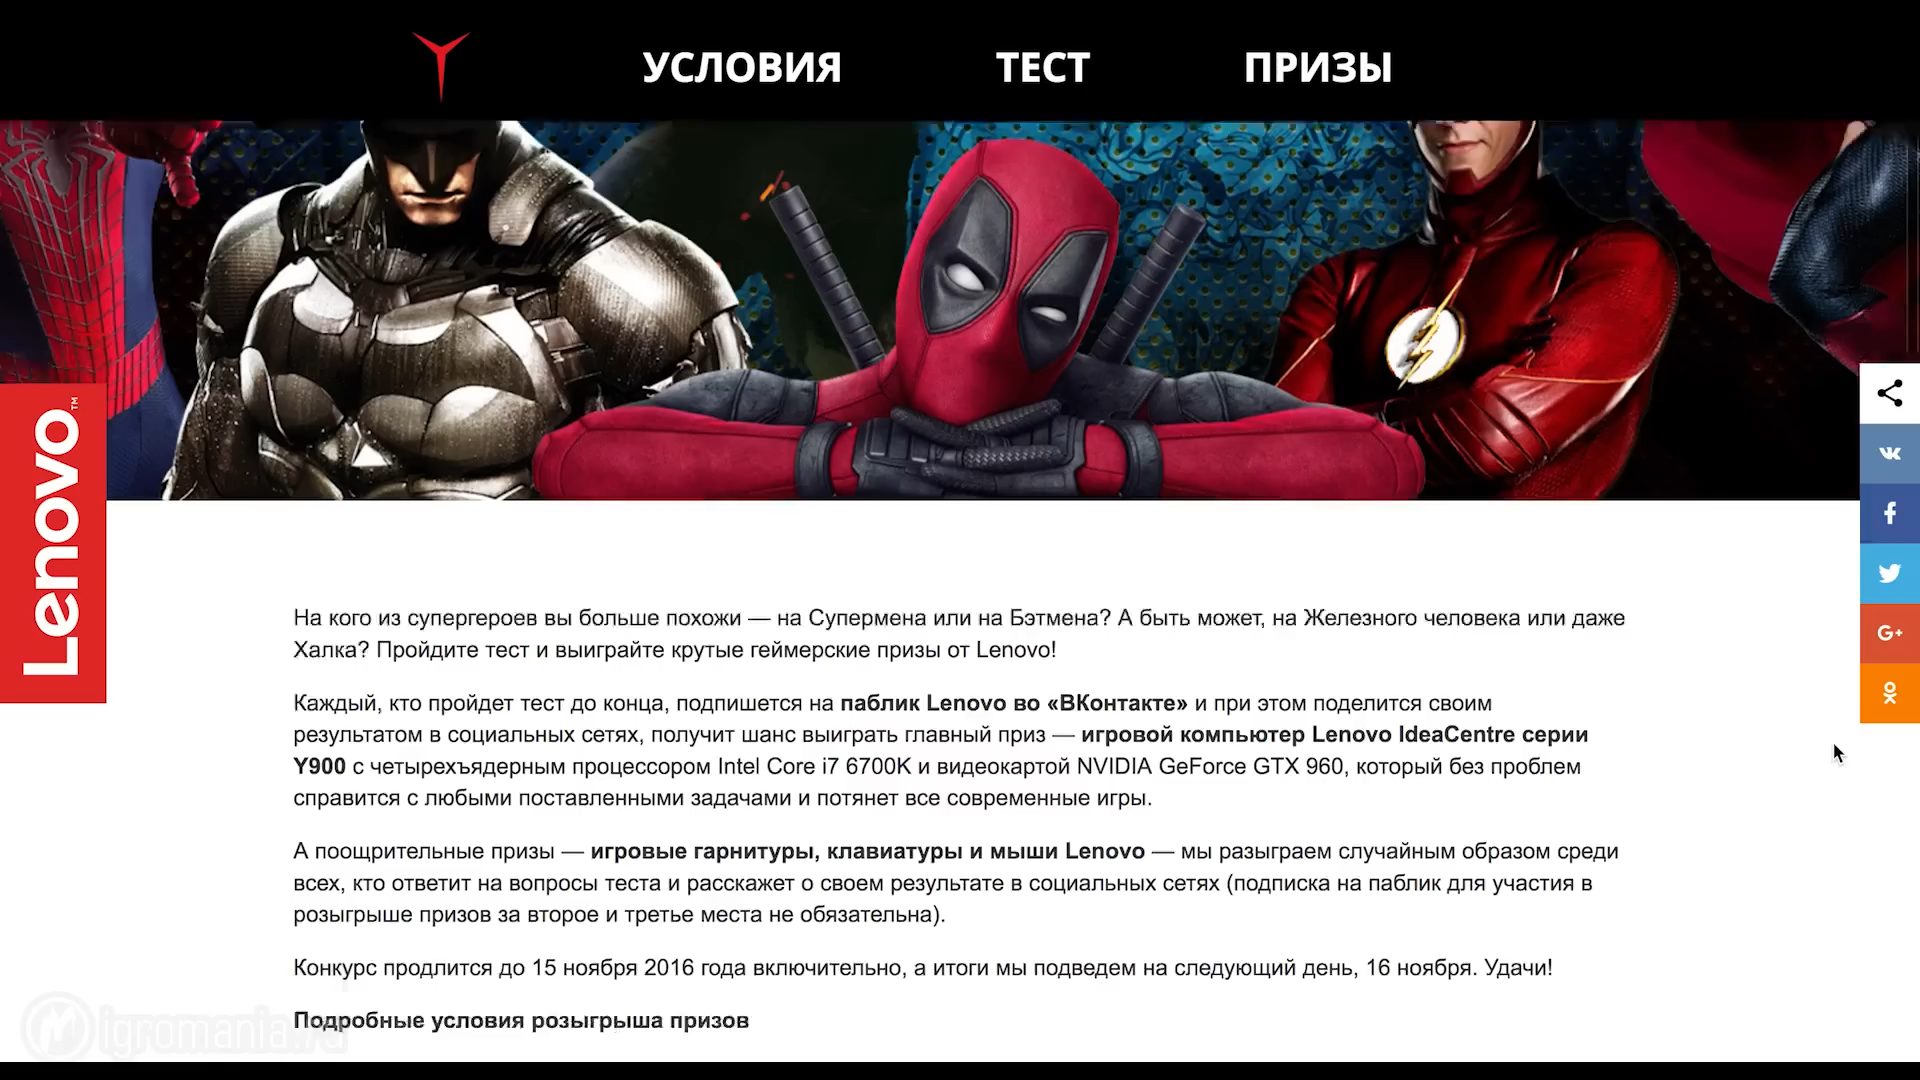 УСЛОВИЯ
ТЕСТ
ПРИЗЫ
Lenovo™
G+
На кого из супергероев вы больше похожи — на Супермена или на Бэтмена? А быть может, на Железного человека или даже
Халка? Пройдите тест и выиграйте крутые геймерские призы от Lenovo!
Каждый, кто пройдет тест до конца, подпишется на паблик Lenovo во «ВКонтакте» и при этом поделится своим
результатом в социальных сетях, получит шанс выиграть главный приз — игровой компьютер Lenovo IdeaCentre серии
Y900 с четырехъядерным процессором Intel Core i7 6700K и видеокартой NVIDIA GeForce GTX 960, который без проблем
справится с любыми поставленными задачами и потянет все современные игры.
А поощрительные призы — игровые гарнитуры, клавиатуры и мыши Lenovo — мы разыграем случайным образом среди
всех, кто ответит на вопросы теста и расскажет о своем результате в социальных сетях (подписка на паблик для участия в
розыгрыше призов за второе и третье места не обязательна).
Конкурс продлится до 15 ноября 2016 года включительно, а итоги мы подведем на следующий день, 16 ноября. Удачи!
Подробные условия розыгрыша призов
igromania.ru